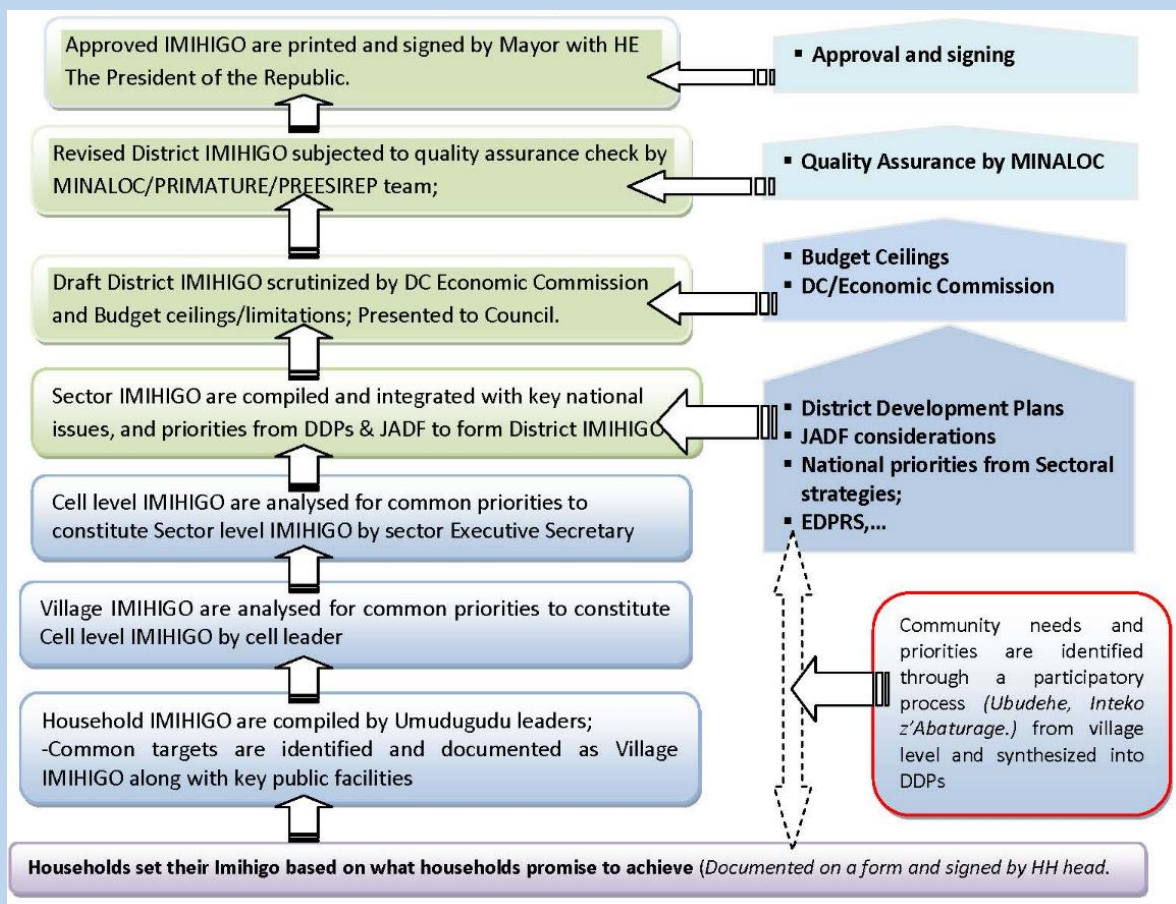 Approved IMIHIGO are printed and signed by Mayor with HE
The President of the Republic.
▪ Approval and signing
Revised District IMIHIGO subjected to quality assurance check by
MINALOC/PRIMATURE/PREESIREP team;
▪ Quality Assurance by MINALOC
Draft District IMIHIGO scrutinized by DC Economic Commission
and Budget ceilings/limitations; Presented to Council.
▪ Budget Ceilings
▪ DC/Economic Commission
Sector IMIHIGO are compiled and integrated with key national
issues, and priorities from DDPs & JADF to form District IMIHIGO
▪ District Development Plans
▪ JADF considerations
▪ National priorities from Sectoral
strategies;
▪ EDPRS,...
Cell level IMIHIGO are analysed for common priorities to
constitute Sector level IMIHIGO by sector Executive Secretary
Village IMIHIGO are analysed for common priorities to constitute
Cell level IMIHIGO by cell leader
Community needs and
priorities are identified
through a participatory
process (Ubudehe, Inteko
z'Abaturage.) from village
level and synthesized into
DDPs
Household IMIHIGO are compiled by Umudugudu leaders;
-Common targets are identified and documented as Village
IMIHIGO along with key public facilities
Households set their Imihigo based on what households promise to achieve (Documented on a form and signed by HH head.